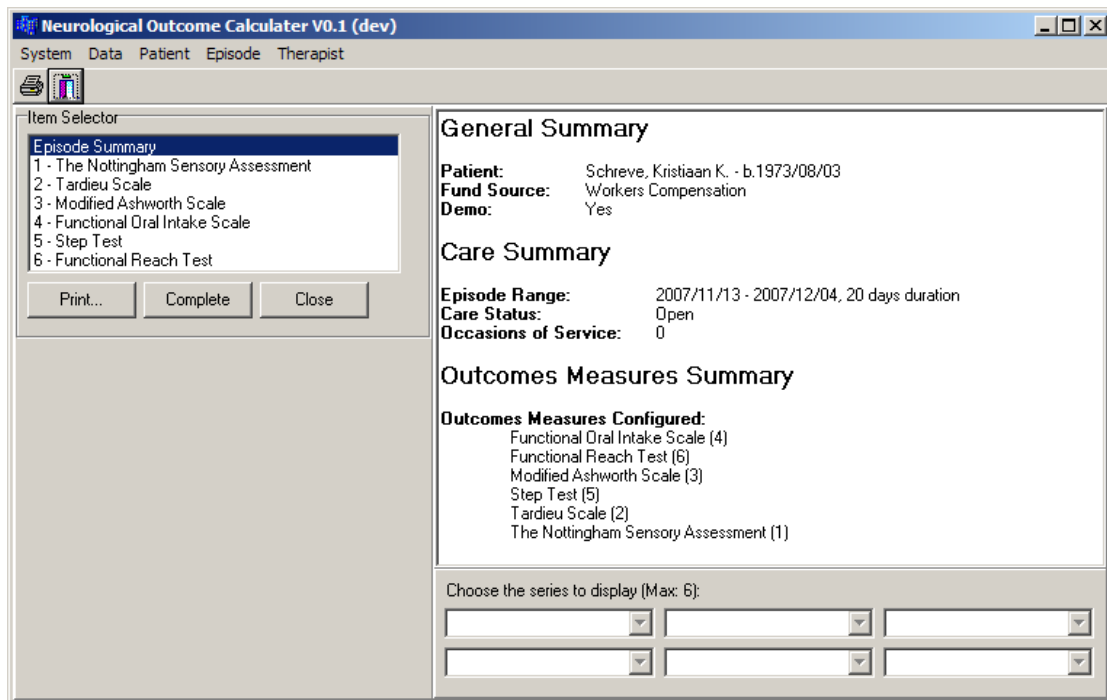 Neurological Outcome Calculater V0.1 (dev)
System Data Patient Episode Therapist
Item Selector
Episode Summary
1 - The Nottingham Sensory Assessment
2 - Tardieu Scale
3 - Modified Ashworth Scale
4 - Functional Oral Intake Scale
5 - Step Test
6 - Functional Reach Test
Print... Complete Close
General Summary
Patient: Schreve, Kristiaan K. - b.1973/08/03
Fund Source: Workers Compensation
Demo: Yes
Care Summary
Episode Range: 2007/11/13 - 2007/12/04, 20 days duration
Care Status: Open
Occasions of Service: 0
Outcomes Measures Summary
Outcomes Measures Configured:
Functional Oral Intake Scale (4)
Functional Reach Test (6)
Modified Ashworth Scale (3)
Step Test (5)
Tardieu Scale (2)
The Nottingham Sensory Assessment (1)
Choose the series to display (Max: 6):